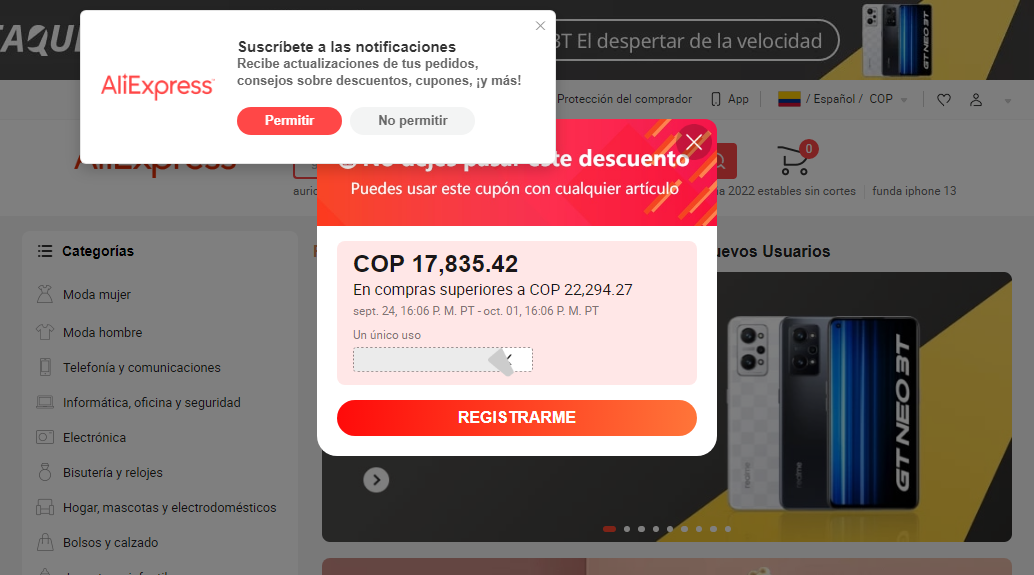 3T El despertar de la velocidad
GT NEO 3T
AliExpress
Suscríbete a las notificaciones
Recibe actualizaciones de tus pedidos,
consejos sobre descuentos, cupones, ¡y más!
Permitir
No permitir
Protección del comprador
App
/ Español /
COP
0
2022 estables sin cortes
funda iphone 13
No dejes pasar este descuento
Puedes usar este cupón con cualquier artículo
COP 17,835.42
En compras superiores a COP 22,294.27
sept. 24, 16:06 P. M. PT - oct. 01, 16:06 P. M. PT
Un único uso
REGISTRARME
Categorías
Moda mujer
Moda hombre
Telefonía y comunicaciones
Informática, oficina y seguridad
Electrónica
Bisutería y relojes
Hogar, mascotas y electrodomésticos
Bolsos y calzado
uevos Usuarios
realme
realme
GT NEO 3T